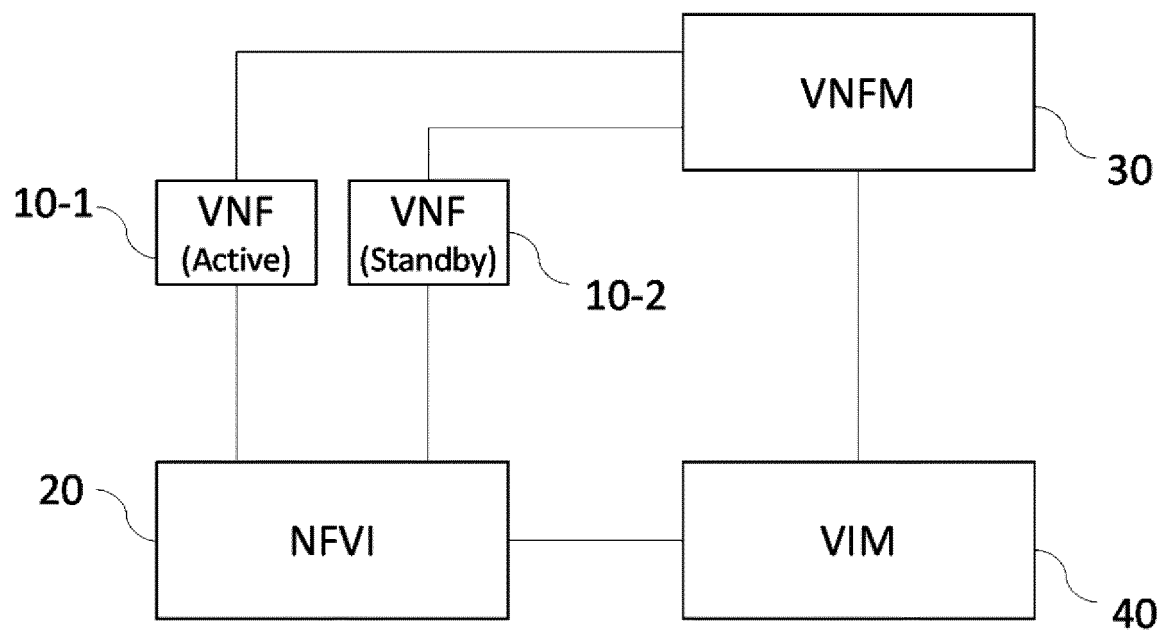 VNFM
30
10-1
VNF
(Active)
VNF
(Standby)
10-2
20
NFVI
VIM
40